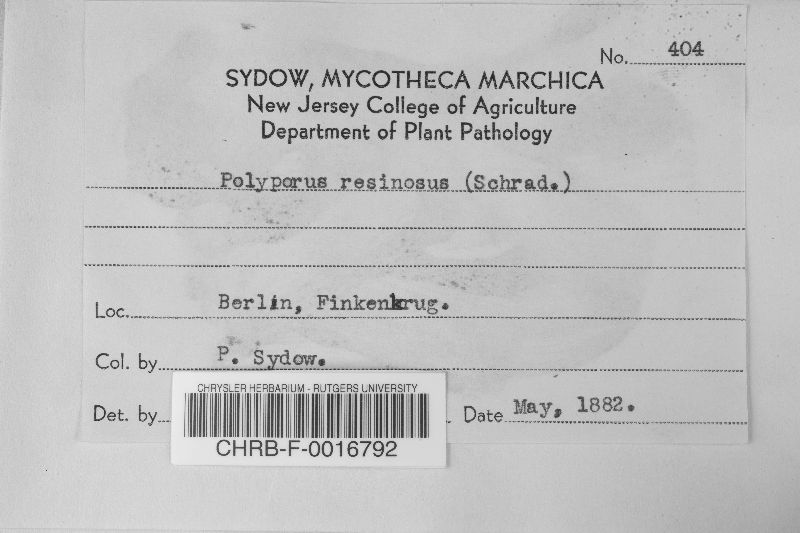 No. 404
SYDOW, MYCOTHECA MARCHICA
New Jersey College of Agriculture
Department of Plant Pathology
Polyporus resinosus (Schrad.)
Loc. Berlin, Finkenkrug.
Col. by P. Sydow.
Det. by
Date May, 1882.
CHRYSLER HERBARIUM - RUTGERS UNIVERSITY
CHRB-F-0016792